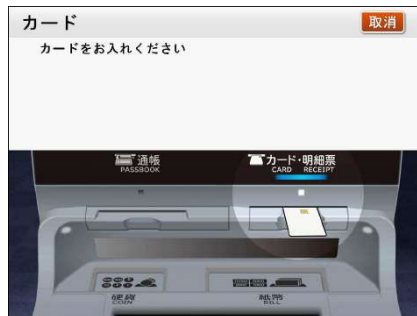 カード
取消
カードをお入れください
通帳
PASSBOOK
カード・明細票
CARD RECEIPT
硬貨
COIN
紙幣
BILL